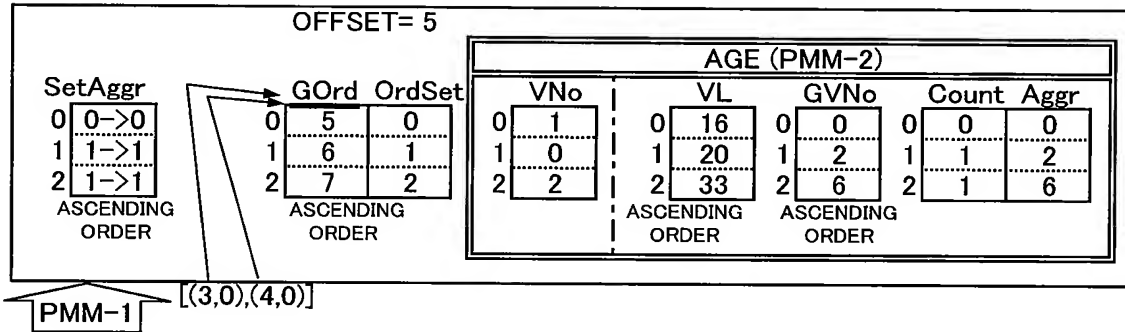 OFFSET= 5
AGE (PMM-2)
SetAggr GOrd OrdSet VNo VL GVNo Count Aggr
0 0->0 0 5 0 0 1 0 16 0 0 0 0 0
1 1->1 1 6 1 1 0 1 20 1 2 1 1 2
2 1->1 2 7 2 2 2 2 33 2 6 2 1 6
ASCENDING ASCENDING ASCENDING ASCENDING
ORDER ORDER ORDER ORDER
[(3,0),(4,0)]
PMM-1